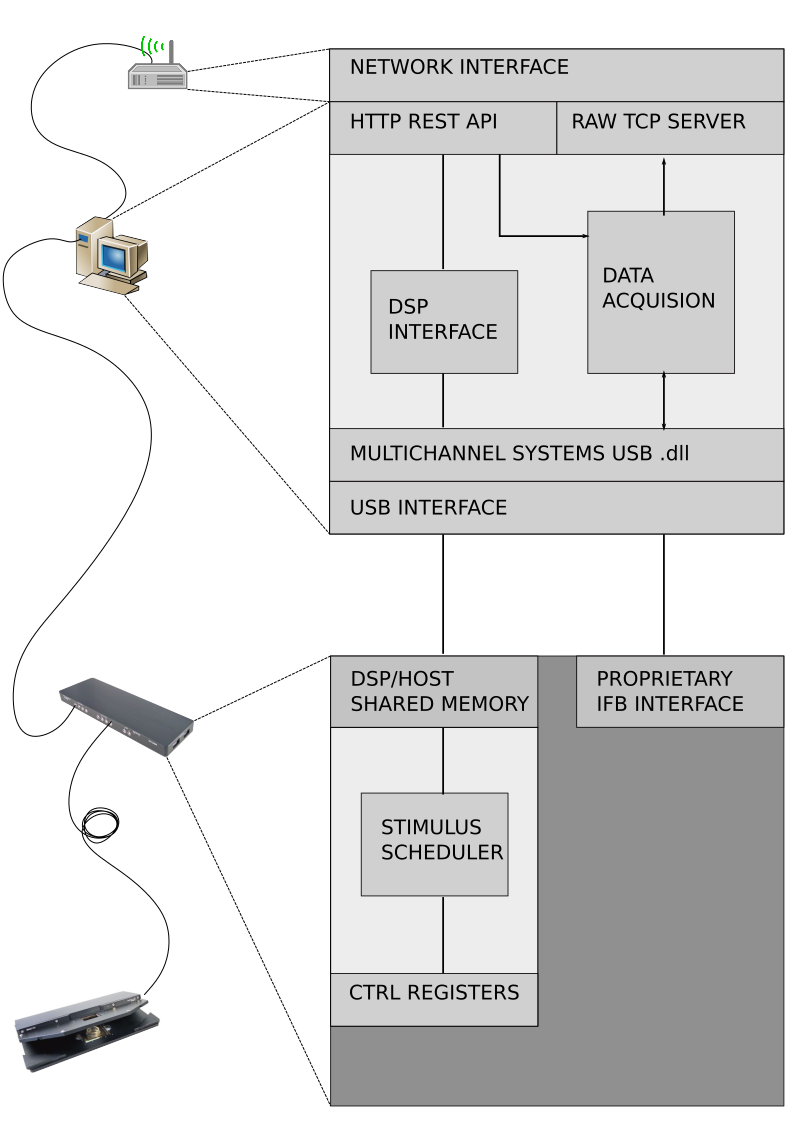 NETWORK INTERFACE
HTTP REST API
RAW TCP SERVER
DSP
INTERFACE
DATA
ACQUISION
MULTICHANNEL SYSTEMS USB .dll
USB INTERFACE
DSP/HOST
SHARED MEMORY
PROPRIETARY
IFB INTERFACE
STIMULUS
SCHEDULER
CTRL REGISTERS